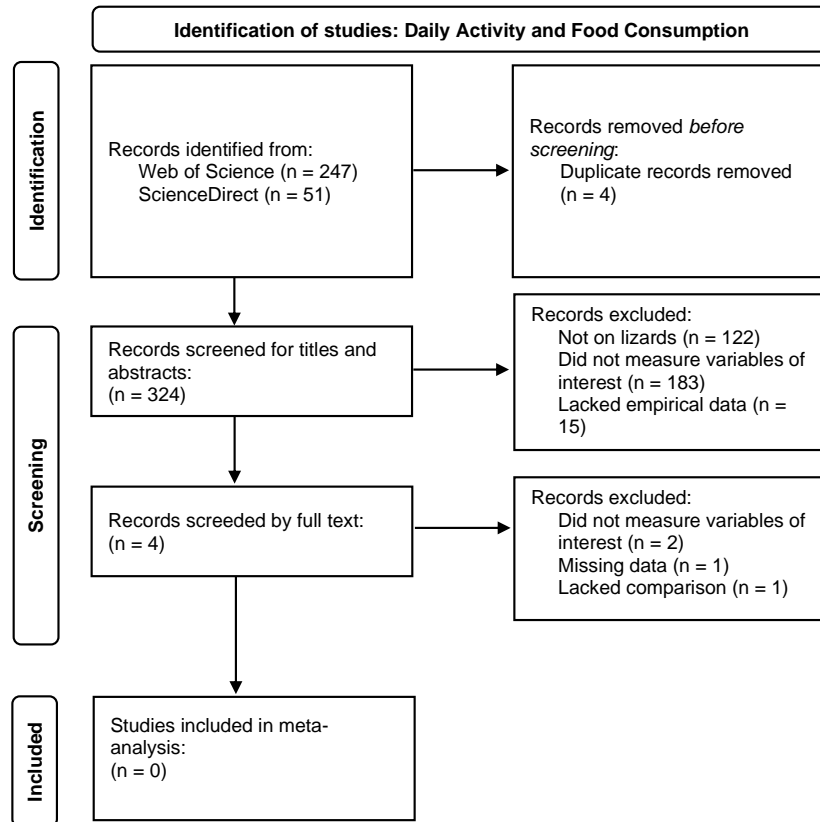 Identification of studies: Daily Activity and Food Consumption
Identification
Records identified from:
Web of Science (n = 247)
ScienceDirect (n = 51)
Records removed before
screening:
Duplicate records removed
(n = 4)
Screening
Records screened for titles and
abstracts:
(n = 324)
Records excluded:
Not on lizards (n = 122)
Did not measure variables of
interest (n = 183)
Lacked empirical data (n =
15)
Records screeded by full text:
(n = 4)
Records excluded:
Did not measure variables of
interest (n = 2)
Missing data (n = 1)
Lacked comparison (n = 1)
Included
Studies included in meta-
analysis:
(n = 0)